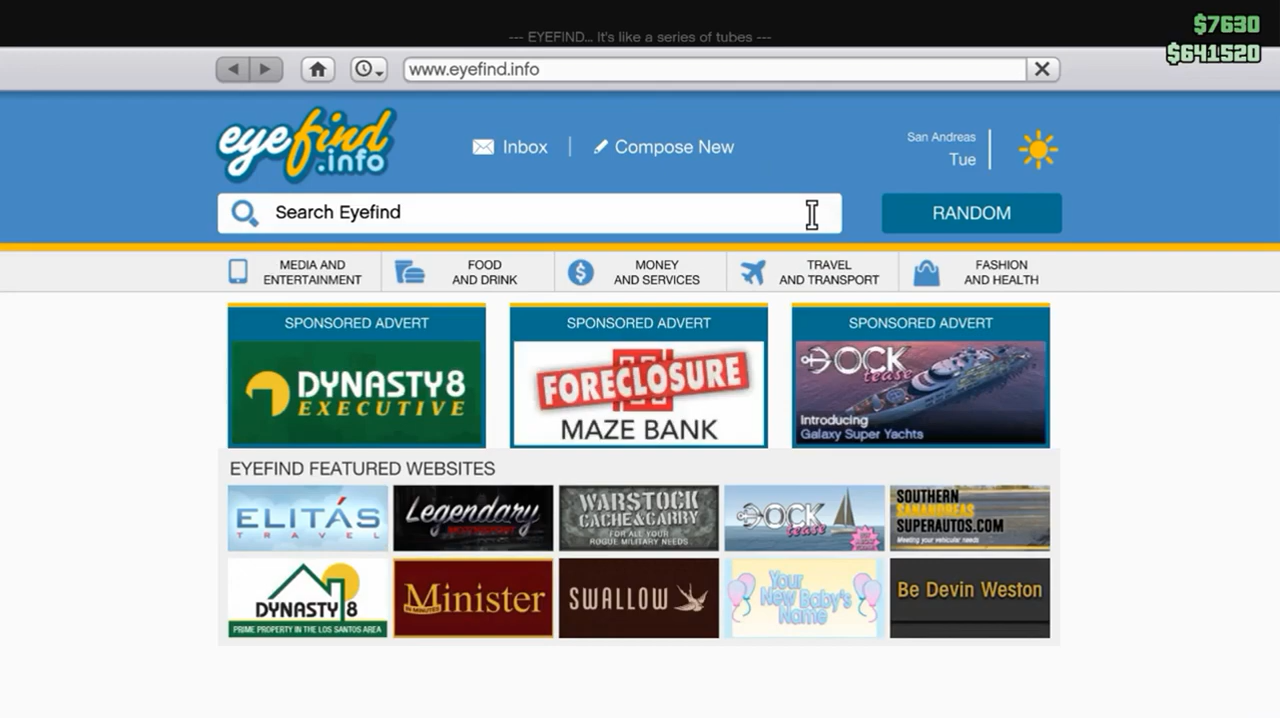 --- EYEFIND... It's like a series of tubes ---
$7630
$641520
www.eyefind.info
eyefind
.info
Inbox
Compose New
San Andreas
Tue
Search Eyefind
RANDOM
MEDIA AND
ENTERTAINMENT
FOOD
AND DRINK
MONEY
AND SERVICES
TRAVEL
AND TRANSPORT
FASHION
AND HEALTH
SPONSORED ADVERT
DYNASTY8
EXECUTIVE
SPONSORED ADVERT
FORECLOSURE
MAZE BANK
SPONSORED ADVERT
DOCK
tease
Introducing
Galaxy Super Yachts
EYEFIND FEATURED WEBSITES
ELITÁS
TRAVEL
Legendary
MOTORSPORT
WARSTOCK
CACHE&CARRY
FOR ALL YOUR
ROGUE MILITARY NEEDS
DOCK
tease
SOUTHERN
SANANDREAS
SUPERAUTOS.COM
Meeting your vehicular needs
DYNASTY 8
PRIME PROPERTY IN THE LOS SANTOS AREA
Minister
SWALLOW
Your
New Baby's
Name
Be Devin Weston